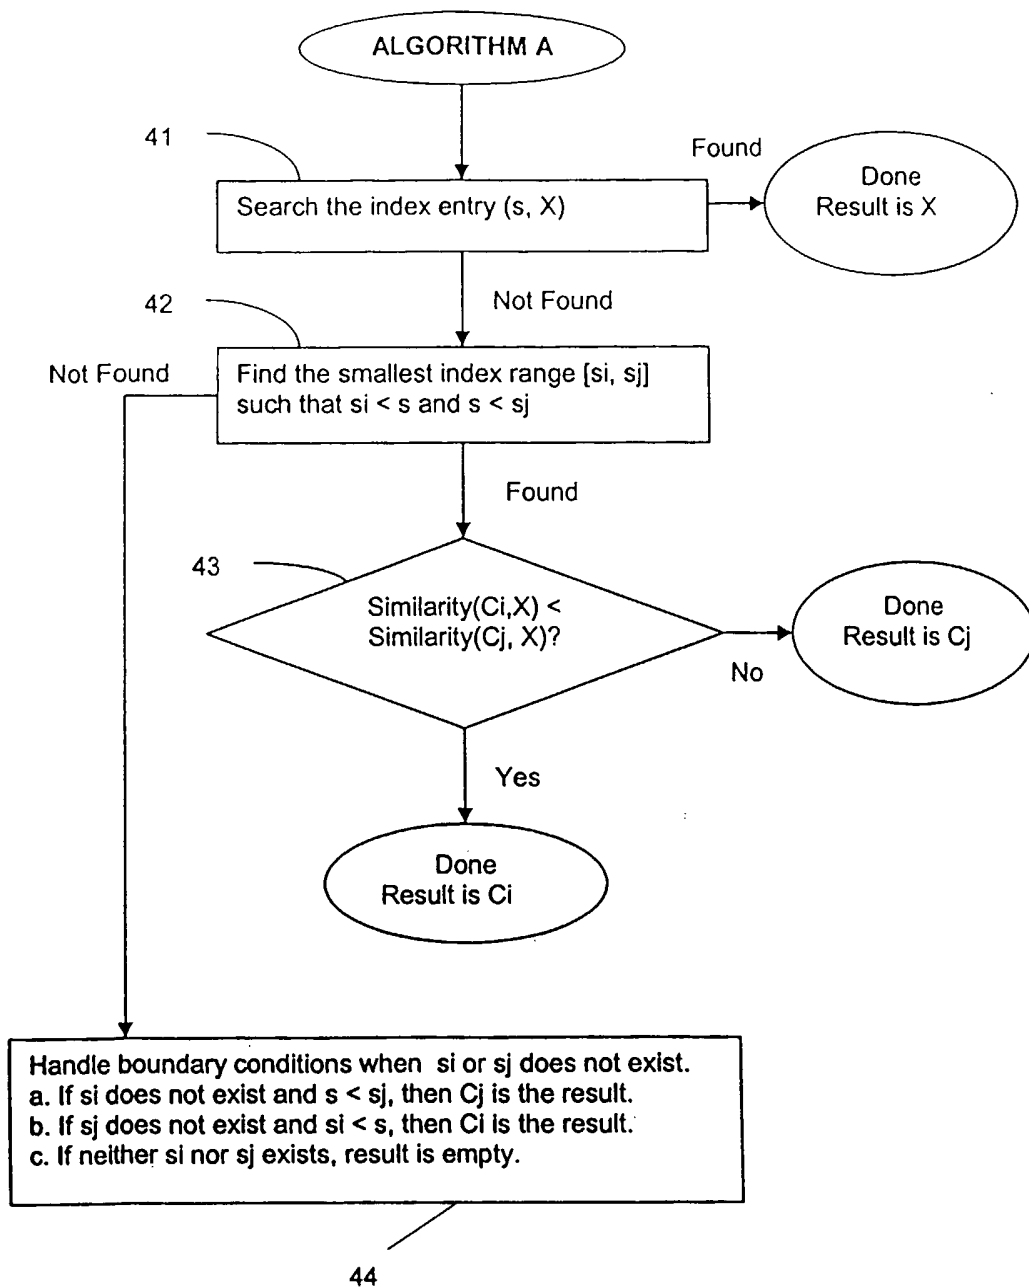 ALGORITHM A
41
Found
Search the index entry (s, X)
Done
Result is X
Not Found
42
Not Found
Find the smallest index range [si, sj]
such that si < s and s < sj
Found
43
Similarity(Ci,X) <
Similarity(Cj, X)?
Done
Result is Cj
No
Yes
Done
Result is Ci
Handle boundary conditions when si or sj does not exist.
a. If si does not exist and s < sj, then Cj is the result.
b. If sj does not exist and si < s, then Ci is the result.
c. If neither si nor sj exists, result is empty.
44